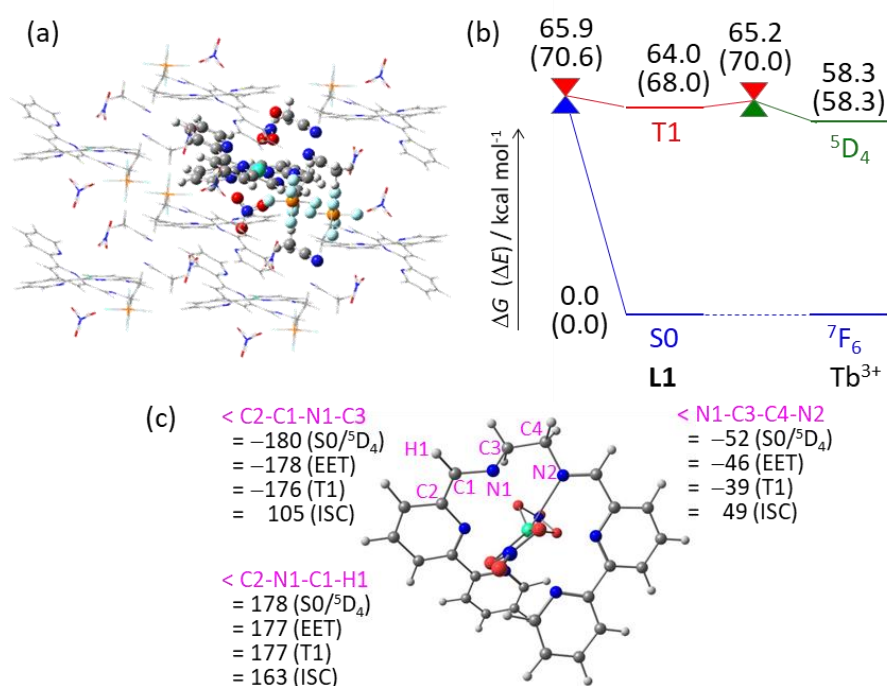 (a)
(b)
65.9
(70.6)
64.0
(68.0)
65.2
(70.0)
58.3
(58.3)
T1
⁵D₄
ΔG (ΔE) / kcal mol⁻¹
0.0
(0.0)
S0
⁷F₆
L1
Tb³⁺
(c)
< C2-C1-N1-C3
= −180 (S0/⁵D₄)
= −178 (EET)
= −176 (T1)
= 105 (ISC)
< N1-C3-C4-N2
= −52 (S0/⁵D₄)
= −46 (EET)
= −39 (T1)
= 49 (ISC)
C4
C3
H1
N2
C1
N1
C2
< C2-N1-C1-H1
= 178 (S0/⁵D₄)
= 177 (EET)
= 177 (T1)
= 163 (ISC)